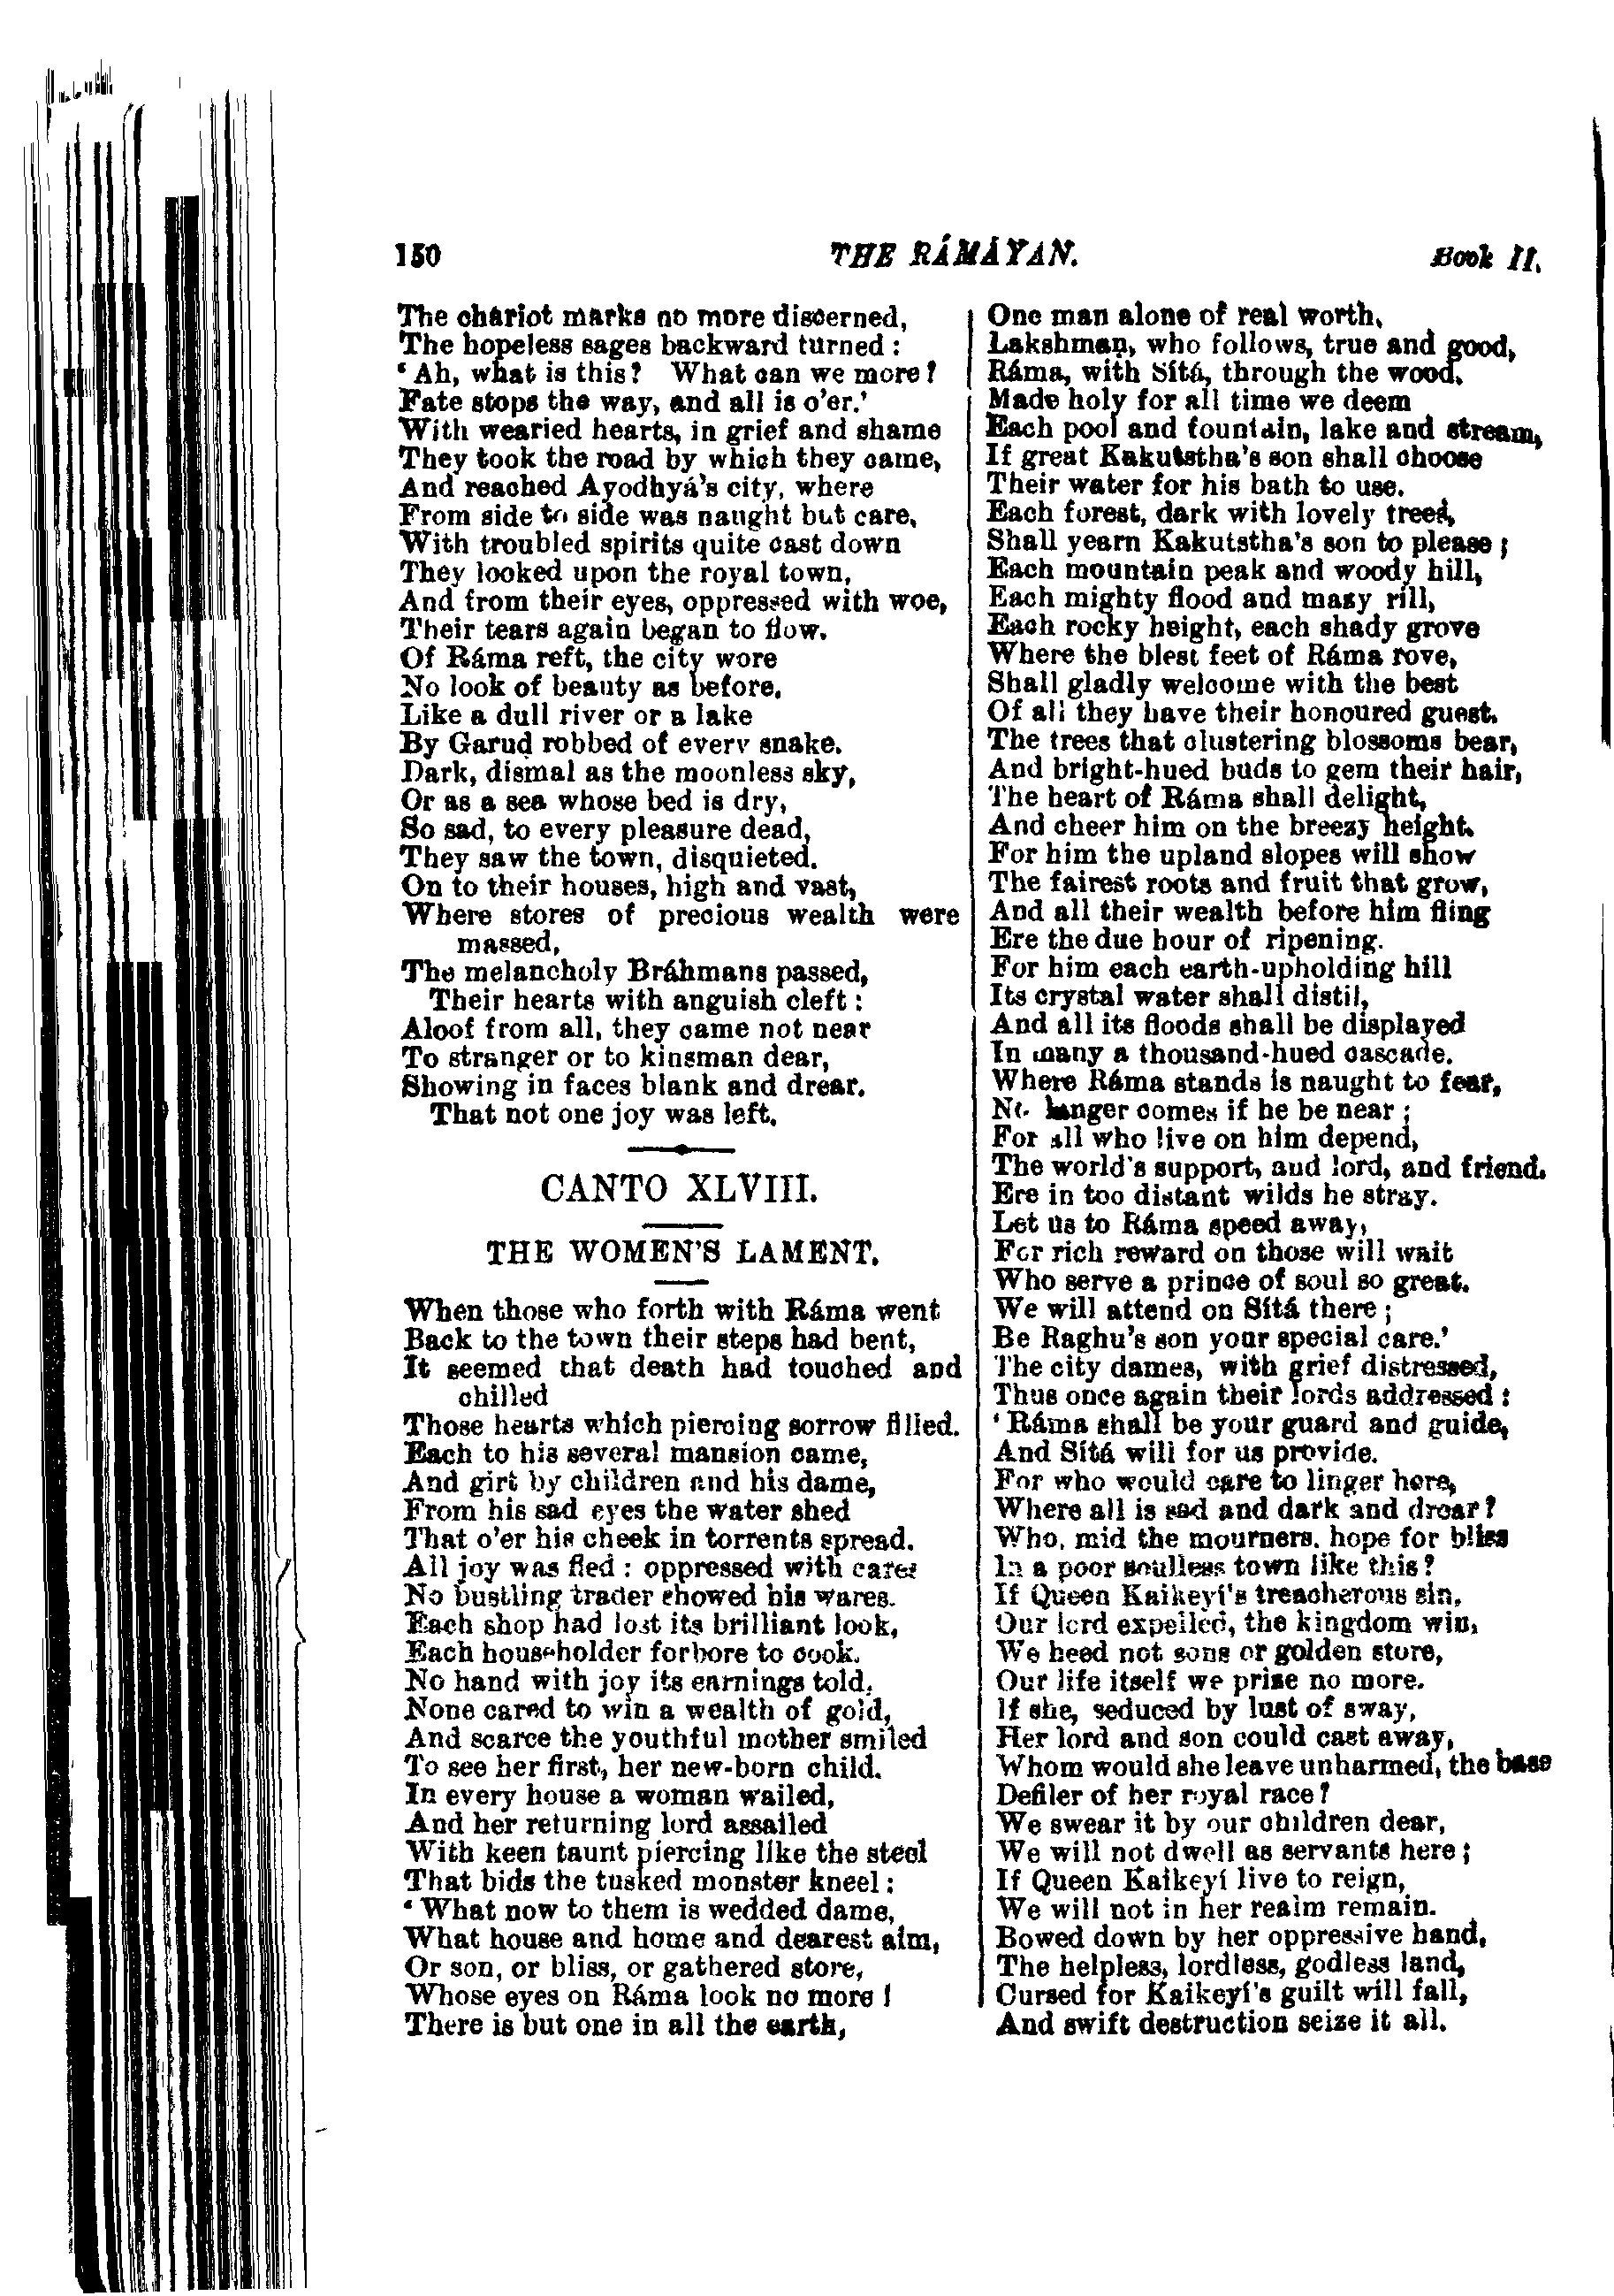 150
THE RÁMÁYAN.
Book II.
The chariot marks no more discerned,
The hopeless sages backward turned :
‘ Ah, what is this? What can we more?
Fate stops the way, and all is o'er.’
With wearied hearts, in grief and shame
They took the road by which they came,
And reached Ayodhyá's city, where
From side to side was naught but care.
With troubled spirits quite cast down
They looked upon the royal town,
And from their eyes, oppressed with woe,
Their tears again began to flow.
Of Ráma reft, the city wore
No look of beauty as before.
Like a dull river or a lake
By Garuḍ robbed of every snake.
Dark, dismal as the moonless sky,
Or as a sea whose bed is dry,
So sad, to every pleasure dead,
They saw the town, disquieted.
On to their houses, high and vast,
Where stores of precious wealth were
massed,
The melancholy Bráhmans passed,
Their hearts with anguish cleft :
Aloof from all, they came not near
To stranger or to kinsman dear,
Showing in faces blank and drear.
That not one joy was left.
CANTO XLVIII.
THE WOMEN'S LAMENT.
When those who forth with Ráma went
Back to the town their steps had bent,
It seemed that death had touched and
chilled
Those hearts which piercing sorrow filled.
Each to his several mansion came,
And girt by children and his dame,
From his sad eyes the water shed
That o'er his cheek in torrents spread.
All joy was fled : oppressed with cares
No bustling trader showed his wares.
Each shop had lost its brilliant look,
Each householder forbore to cook.
No hand with joy its earnings told,
None cared to win a wealth of gold,
And scarce the youthful mother smiled
To see her first, her new-born child.
In every house a woman wailed,
And her returning lord assailed
With keen taunt piercing like the steel
That bids the tusked monster kneel :
‘ What now to them is wedded dame,
What house and home and dearest aim,
Or son, or bliss, or gathered store,
Whose eyes on Ráma look no more !
There is but one in all the earth,
One man alone of real worth,
Lakshmaṇ, who follows, true and good,
Ráma, with Sítá, through the wood.
Made holy for all time we deem
Each pool and fountain, lake and stream,
If great Kakutstha's son shall choose
Their water for his bath to use.
Each forest, dark with lovely trees,
Shall yearn Kakutstha's son to please ;
Each mountain peak and woody hill,
Each mighty flood and mazy rill,
Each rocky height, each shady grove
Where the blest feet of Ráma rove,
Shall gladly welcome with the best
Of all they have their honoured guest.
The trees that clustering blossoms bear,
And bright-hued buds to gem their hair,
The heart of Ráma shall delight,
And cheer him on the breezy height.
For him the upland slopes will show
The fairest roots and fruit that grow,
And all their wealth before him fling
Ere the due hour of ripening.
For him each earth-upholding hill
Its crystal water shall distil,
And all its floods shall be displayed
In many a thousand-hued cascade.
Where Ráma stands is naught to fear,
No danger comes if he be near ;
For all who live on him depend,
The world's support, and lord, and friend.
Ere in too distant wilds he stray.
Let us to Ráma speed away,
For rich reward on those will wait
Who serve a prince of soul so great.
We will attend on Sítá there ;
Be Raghu's son your special care.’
The city dames, with grief distressed,
Thus once again their lords addressed :
‘ Ráma shall be your guard and guide,
And Sítá will for us provide.
For who would care to linger here,
Where all is sad and dark and drear ?
Who, mid the mourners, hope for bliss
In a poor soulless town like this ?
If Queen Kaikeyí's treacherous sin,
Our lord expelled, the kingdom win,
We heed not sons or golden store,
Our life itself we prize no more.
If she, seduced by lust of sway,
Her lord and son could cast away,
Whom would she leave unharmed, the base
Defiler of her royal race ?
We swear it by our children dear,
We will not dwell as servants here ;
If Queen Kaikeyí live to reign,
We will not in her realm remain.
Bowed down by her oppressive hand,
The helpless, lordless, godless land,
Cursed for Kaikeyí's guilt will fall,
And swift destruction seize it all.